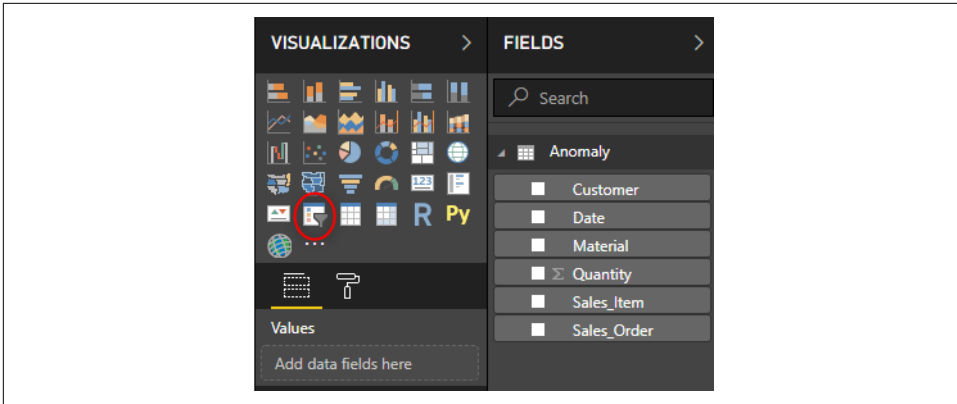 VISUALIZATIONS
123
R Py
Values
Add data fields here
FIELDS
Search
Anomaly
Customer
Date
Material
Σ Quantity
Sales_Item
Sales_Order